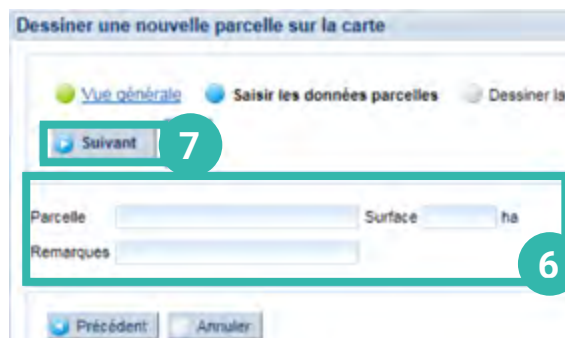 Dessiner une nouvelle parcelle sur la carte
Vue générale Saisir les données parcelles Dessiner la
Suivant 7
Parcelle Surface ha
Remarques
6
Précédent Annuler